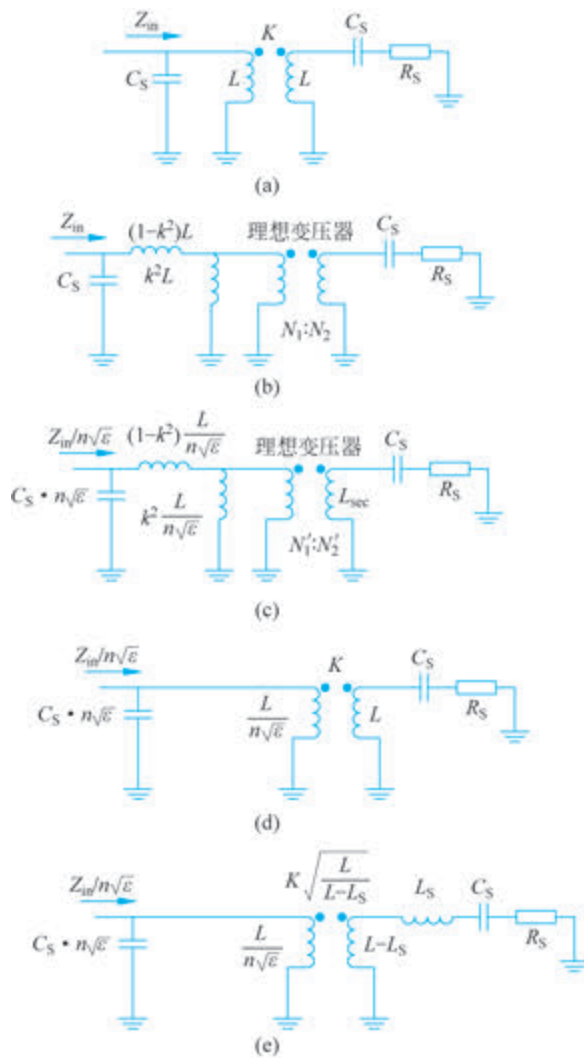 Z_in
K
C_S
C_S
L
L
R_S
(a)
Z_in
(1-k²)L
理想变压器
C_S
C_S
k²L
R_S
N₁:N₂
(b)
Z_in/n√ε
(1-k²) L/n√ε
理想变压器
C_S
C_S • n√ε
k² L/n√ε
L_sec
R_S
N₁′:N₂′
(c)
Z_in/n√ε
K
C_S
C_S • n√ε
L/n√ε
L
R_S
(d)
K√(L/(L-L_S))
Z_in/n√ε
L_S
C_S
C_S • n√ε
L/n√ε
L-L_S
R_S
(e)